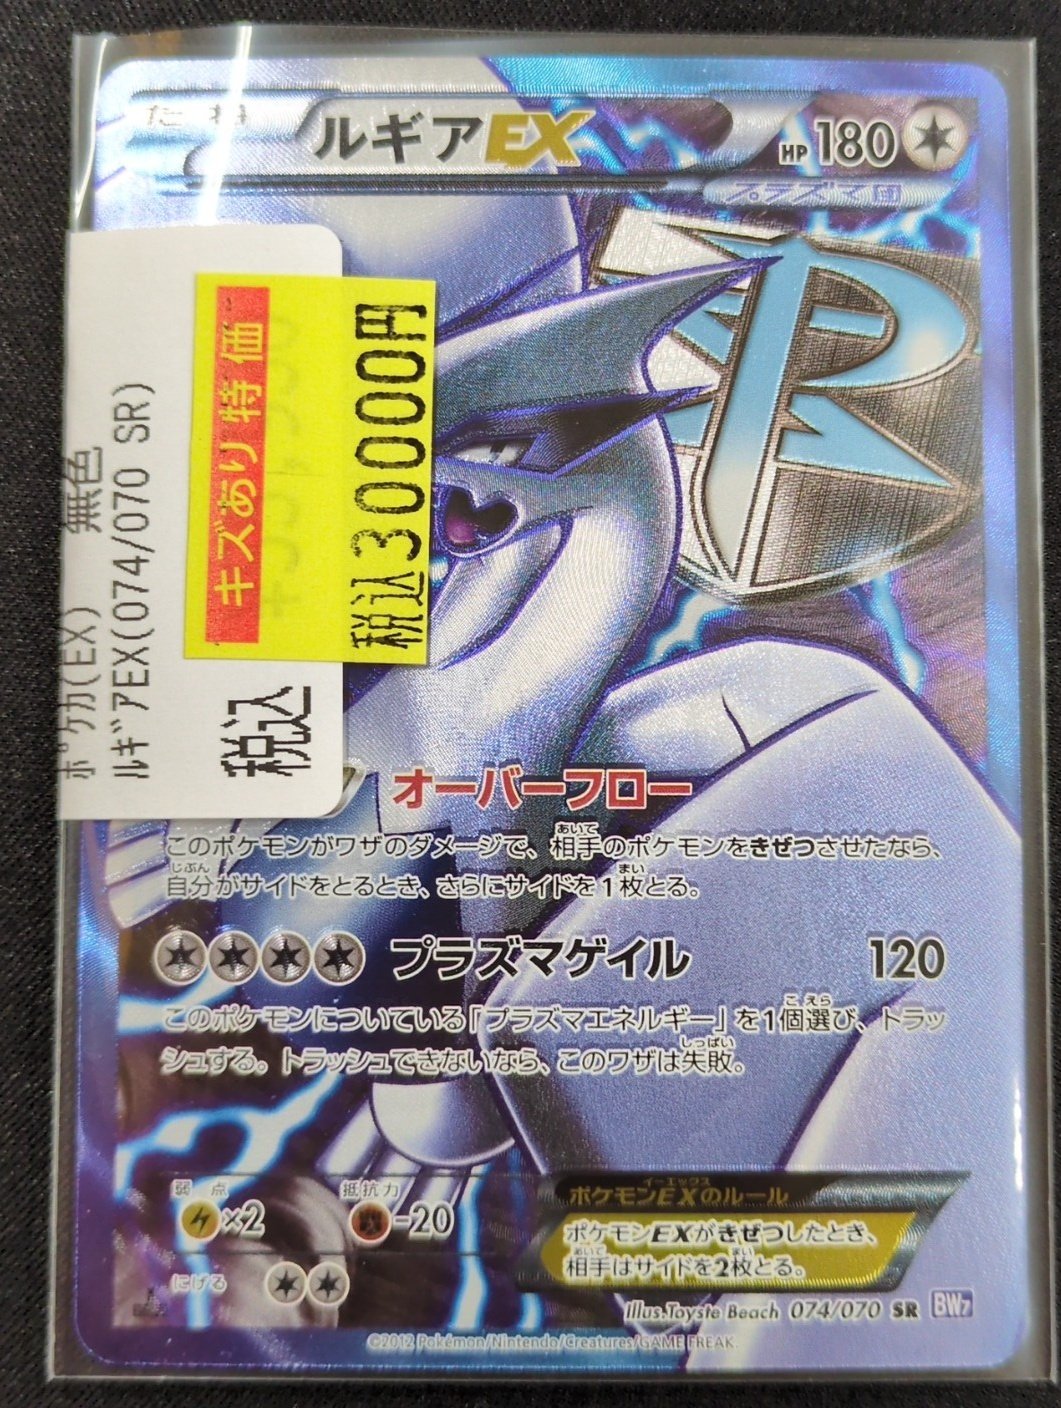 たね
ルギアEX
HP 180
プラズマ団
ポケカ(EX) 無色
ルギアEX(074/070 SR)
税込
キズあり特価
税込30000円
オーバーフロー
このポケモンがワザのダメージで、相手のポケモンをきぜつさせたなら、
自分がサイドをとるとき、さらにサイドを1枚とる。
プラズマゲイル 120
このポケモンについている「プラズマエネルギー」を1個選び、トラッ
シュする。トラッシュできないなら、このワザは失敗。
弱点 抵抗力
×2 -20
にげる
ポケモンEXのルール
ポケモンEXがきぜつしたとき、
相手はサイドを2枚とる。
Illus.Toyste Beach 074/070 SR BW7
©2012 Pokémon/Nintendo/Creatures/GAME FREAK.